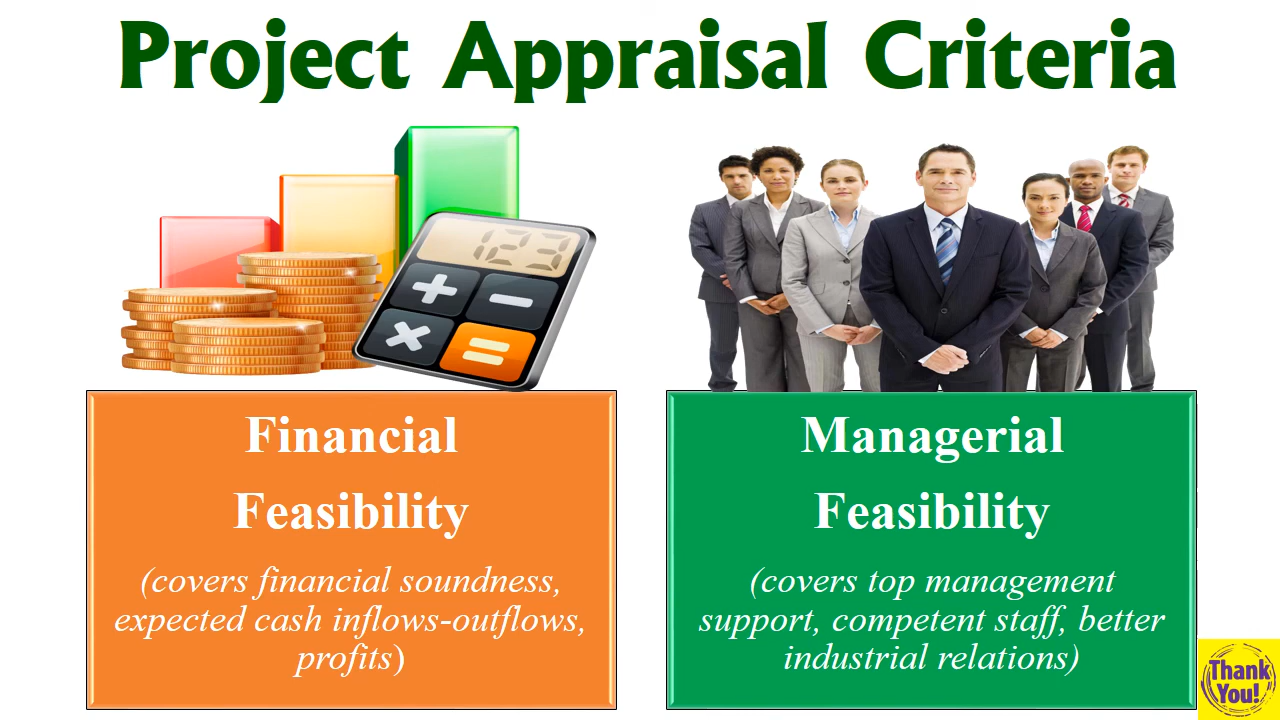 Project Appraisal Criteria
123
Financial
Feasibility
(covers financial soundness,
expected cash inflows-outflows,
profits)
Managerial
Feasibility
(covers top management
support, competent staff, better
industrial relations)
Thank
You!